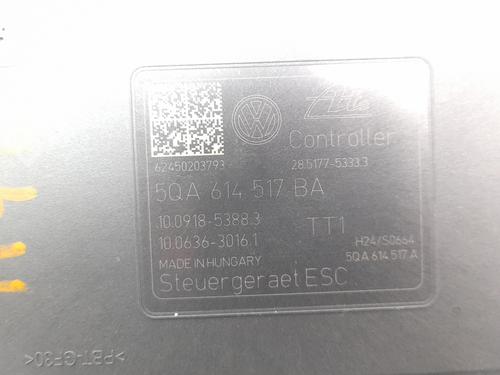 Ate
Controller
62450203793 28.5177-5333.3
5QA 614 517 BA
10.0918-5388.3 TT1
10.0636-3016.1 H24/S0664
MADE IN HUNGARY 5QA 614 517 A
Steuergeraet ESC
>PBT-GF30<